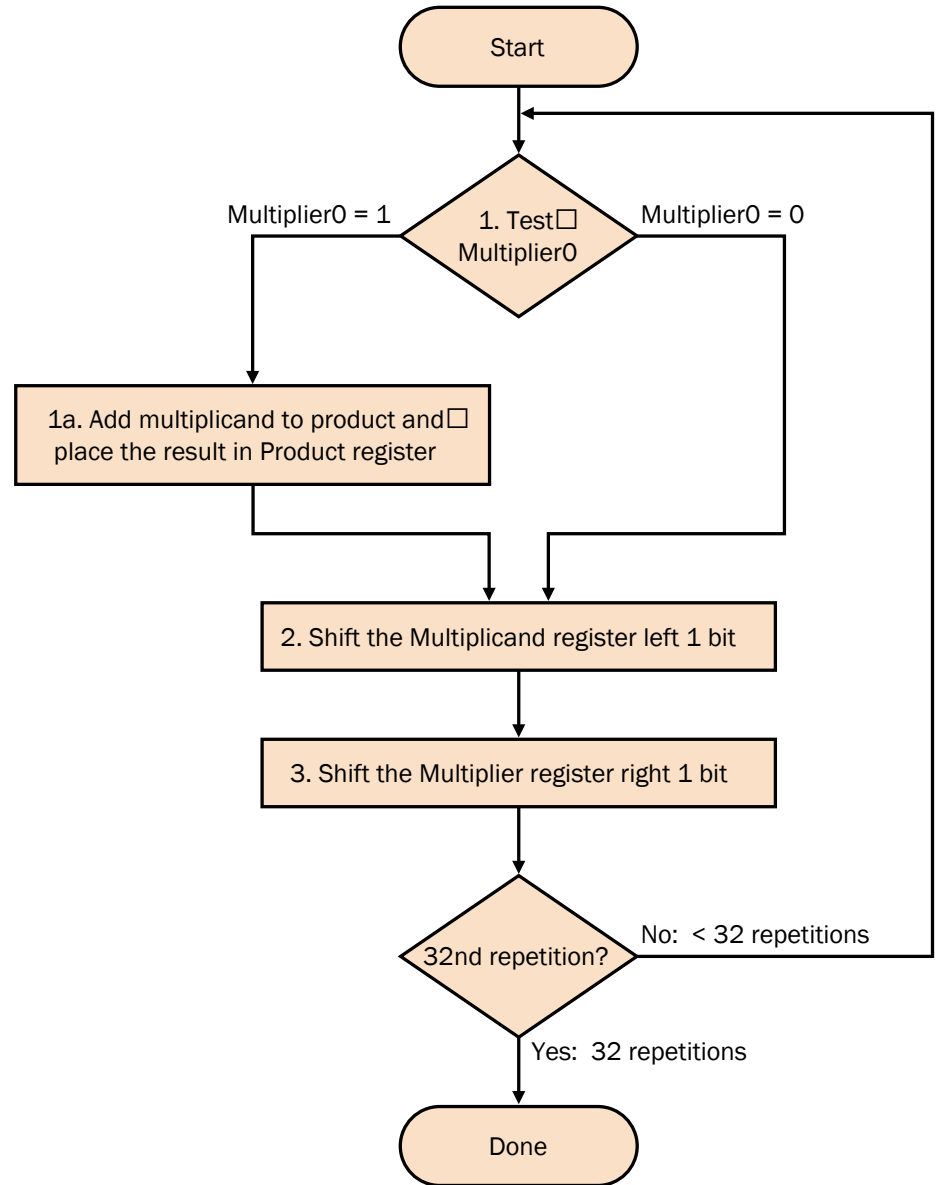 Start
Multiplier0 = 1
1. Test□
Multiplier0
Multiplier0 = 0
1a. Add multiplicand to product and□
place the result in Product register
2. Shift the Multiplicand register left 1 bit
3. Shift the Multiplier register right 1 bit
32nd repetition?
No:  < 32 repetitions
Yes:  32 repetitions
Done